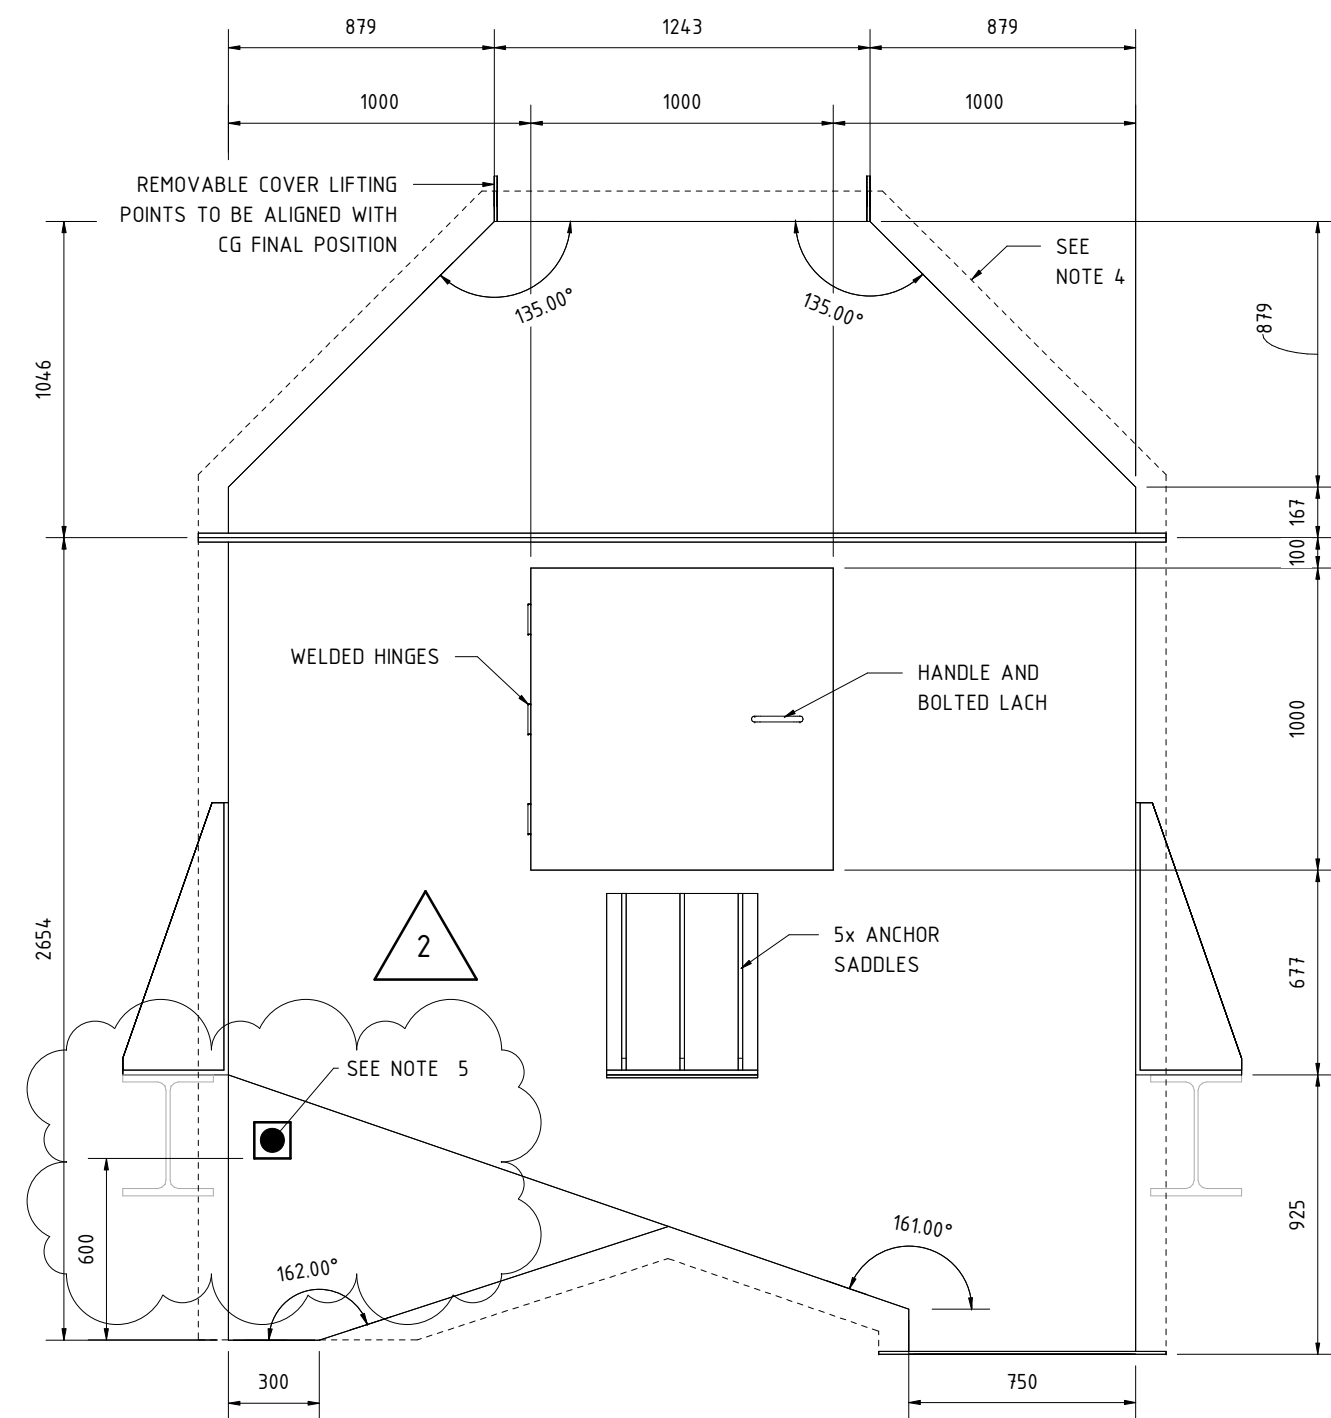 879
1243
879
1000
1000
1000
REMOVABLE COVER LIFTING
POINTS TO BE ALIGNED WITH
CG FINAL POSITION
SEE
NOTE 4
135.00°
135.00°
879
1046
167
100
WELDED HINGES
HANDLE AND
BOLTED LACH
1000
2654
2
5x ANCHOR
SADDLES
677
SEE NOTE 5
600
162.00°
161.00°
925
300
750